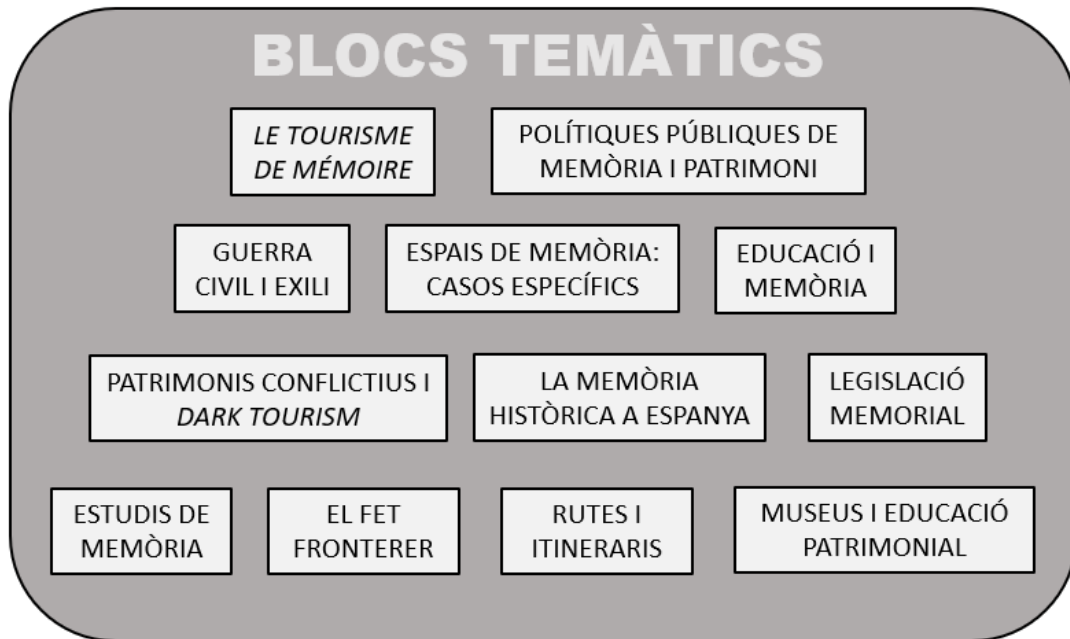 BLOCS TEMÀTICS
LE TOURISME
DE MÉMOIRE
POLÍTIQUES PÚBLIQUES DE
MEMÒRIA I PATRIMONI
GUERRA
CIVIL I EXILI
ESPAIS DE MEMÒRIA:
CASOS ESPECÍFICS
EDUCACIÓ I
MEMÒRIA
PATRIMONIS CONFLICTIUS I
DARK TOURISM
LA MEMÒRIA
HISTÒRICA A ESPANYA
LEGISLACIÓ
MEMORIAL
ESTUDIS DE
MEMÒRIA
EL FET
FRONTERER
RUTES I
ITINERARIS
MUSEUS I EDUCACIÓ
PATRIMONIAL